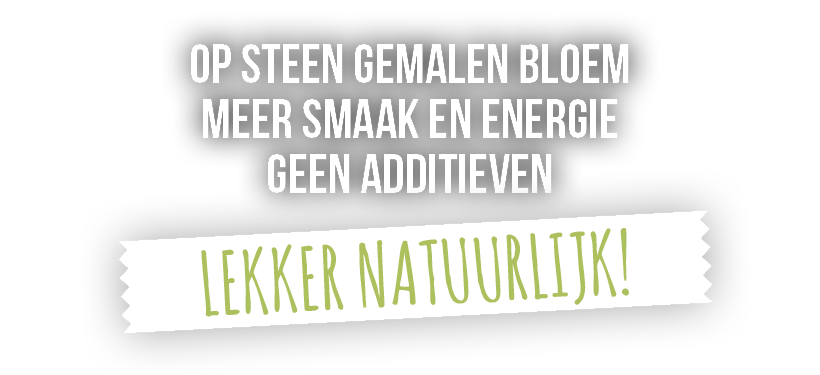 OP STEEN GEMALEN BLOEM
MEER SMAAK EN ENERGIE
GEEN ADDITIEVEN
LEKKER NATUURLIJK!